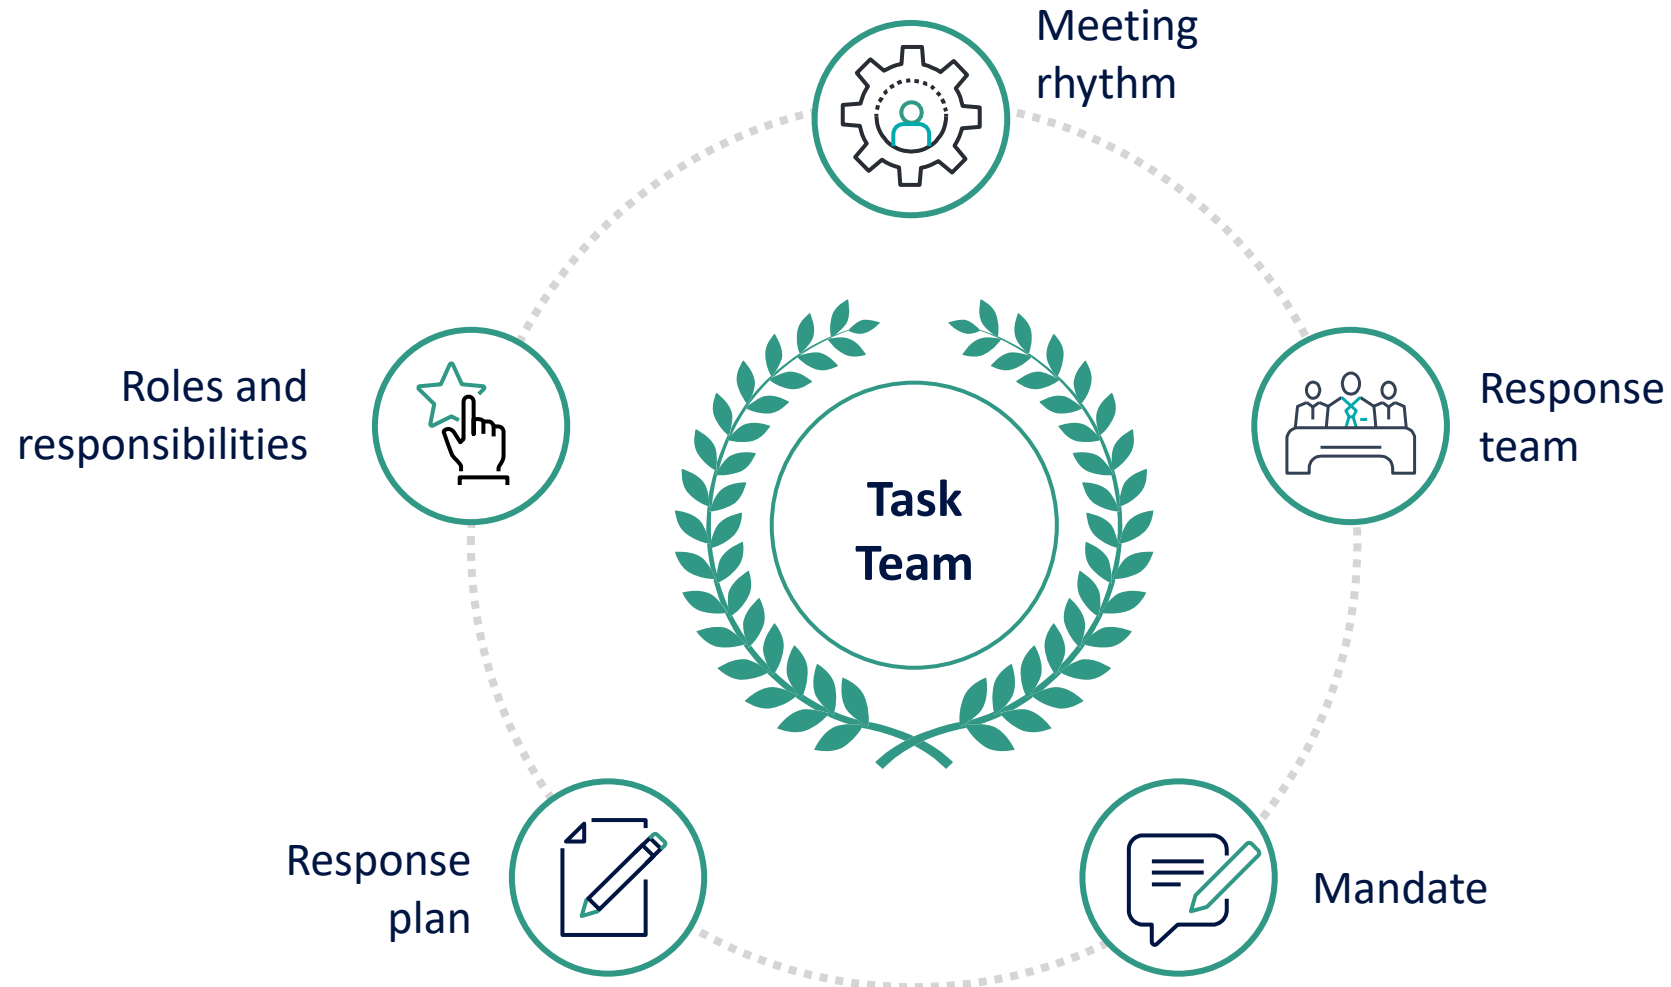 Meeting
rhythm
Roles and
responsibilities
Response
team
Task
Team
Response
plan
Mandate